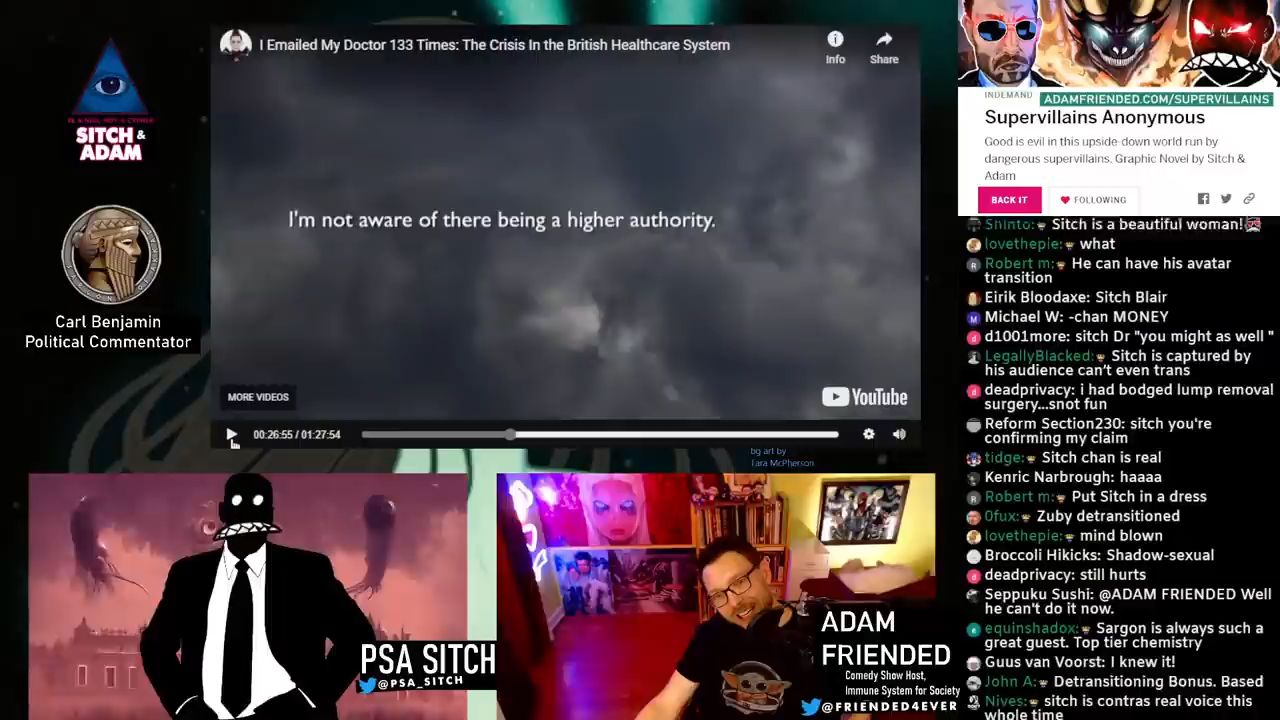 I Emailed My Doctor 133 Times: The Crisis In the British Healthcare System
Info
Share
SITCH &
ADAM
Carl Benjamin
Political Commentator
I'm not aware of there being a higher authority.
MORE VIDEOS
YouTube
00:26:55 / 01:27:54
bg art by
Tara McPherson
PSA SITCH
@PSA_SITCH
ADAM
FRIENDED
Comedy Show Host,
Immune System for Society
@FRIENDED4EVER
INDEMAND
ADAMFRIENDED.COM/SUPERVILLAINS
Supervillains Anonymous
Good is evil in this upside-down world run by
dangerous supervillains. Graphic Novel by Sitch &
Adam
BACK IT
FOLLOWING
Shinto: Sitch is a beautiful woman!
lovethepie: what
Robert m: He can have his avatar
transition
Eirik Bloodaxe: Sitch Blair
Michael W: -chan MONEY
d1001more: sitch Dr "you might as well "
LegallyBlacked: Sitch is captured by
his audience can't even trans
deadprivacy: i had bodged lump removal
surgery...snot fun
Reform Section230: sitch you're
confirming my claim
tidge: Sitch chan is real
Kenric Narbrough: haaaa
Robert m: Put Sitch in a dress
0fux: Zuby detransitioned
lovethepie: mind blown
Broccoli Hikicks: Shadow-sexual
deadprivacy: still hurts
Seppuku Sushi: @ADAM FRIENDED Well
he can't do it now.
equinshadox: Sargon is always such a
great guest. Top tier chemistry
Guus van Voorst: I knew it!
John A: Detransitioning Bonus. Based
Nives: sitch is contras real voice this
whole time